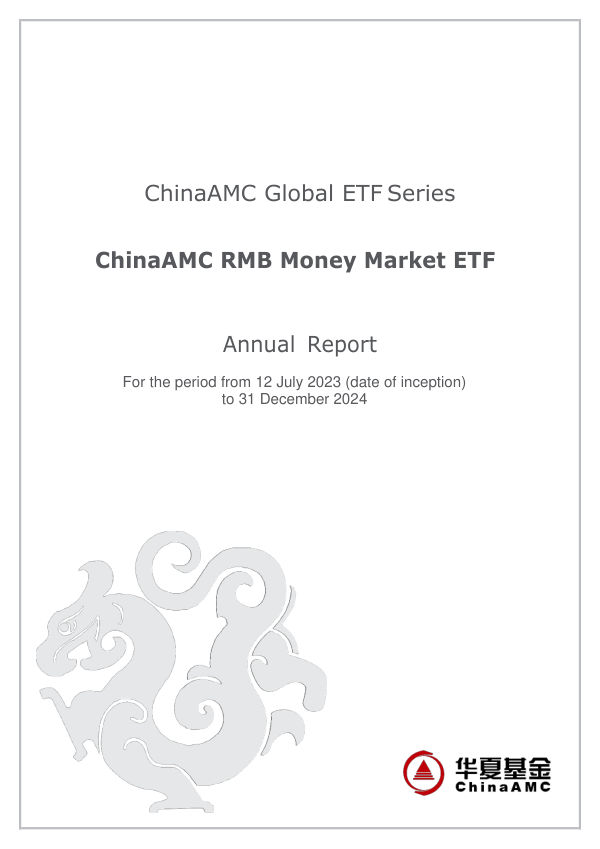 ChinaAMC Global ETF Series
ChinaAMC RMB Money Market ETF
Annual Report
For the period from 12 July 2023 (date of inception)
to 31 December 2024
华夏基金
ChinaAMC